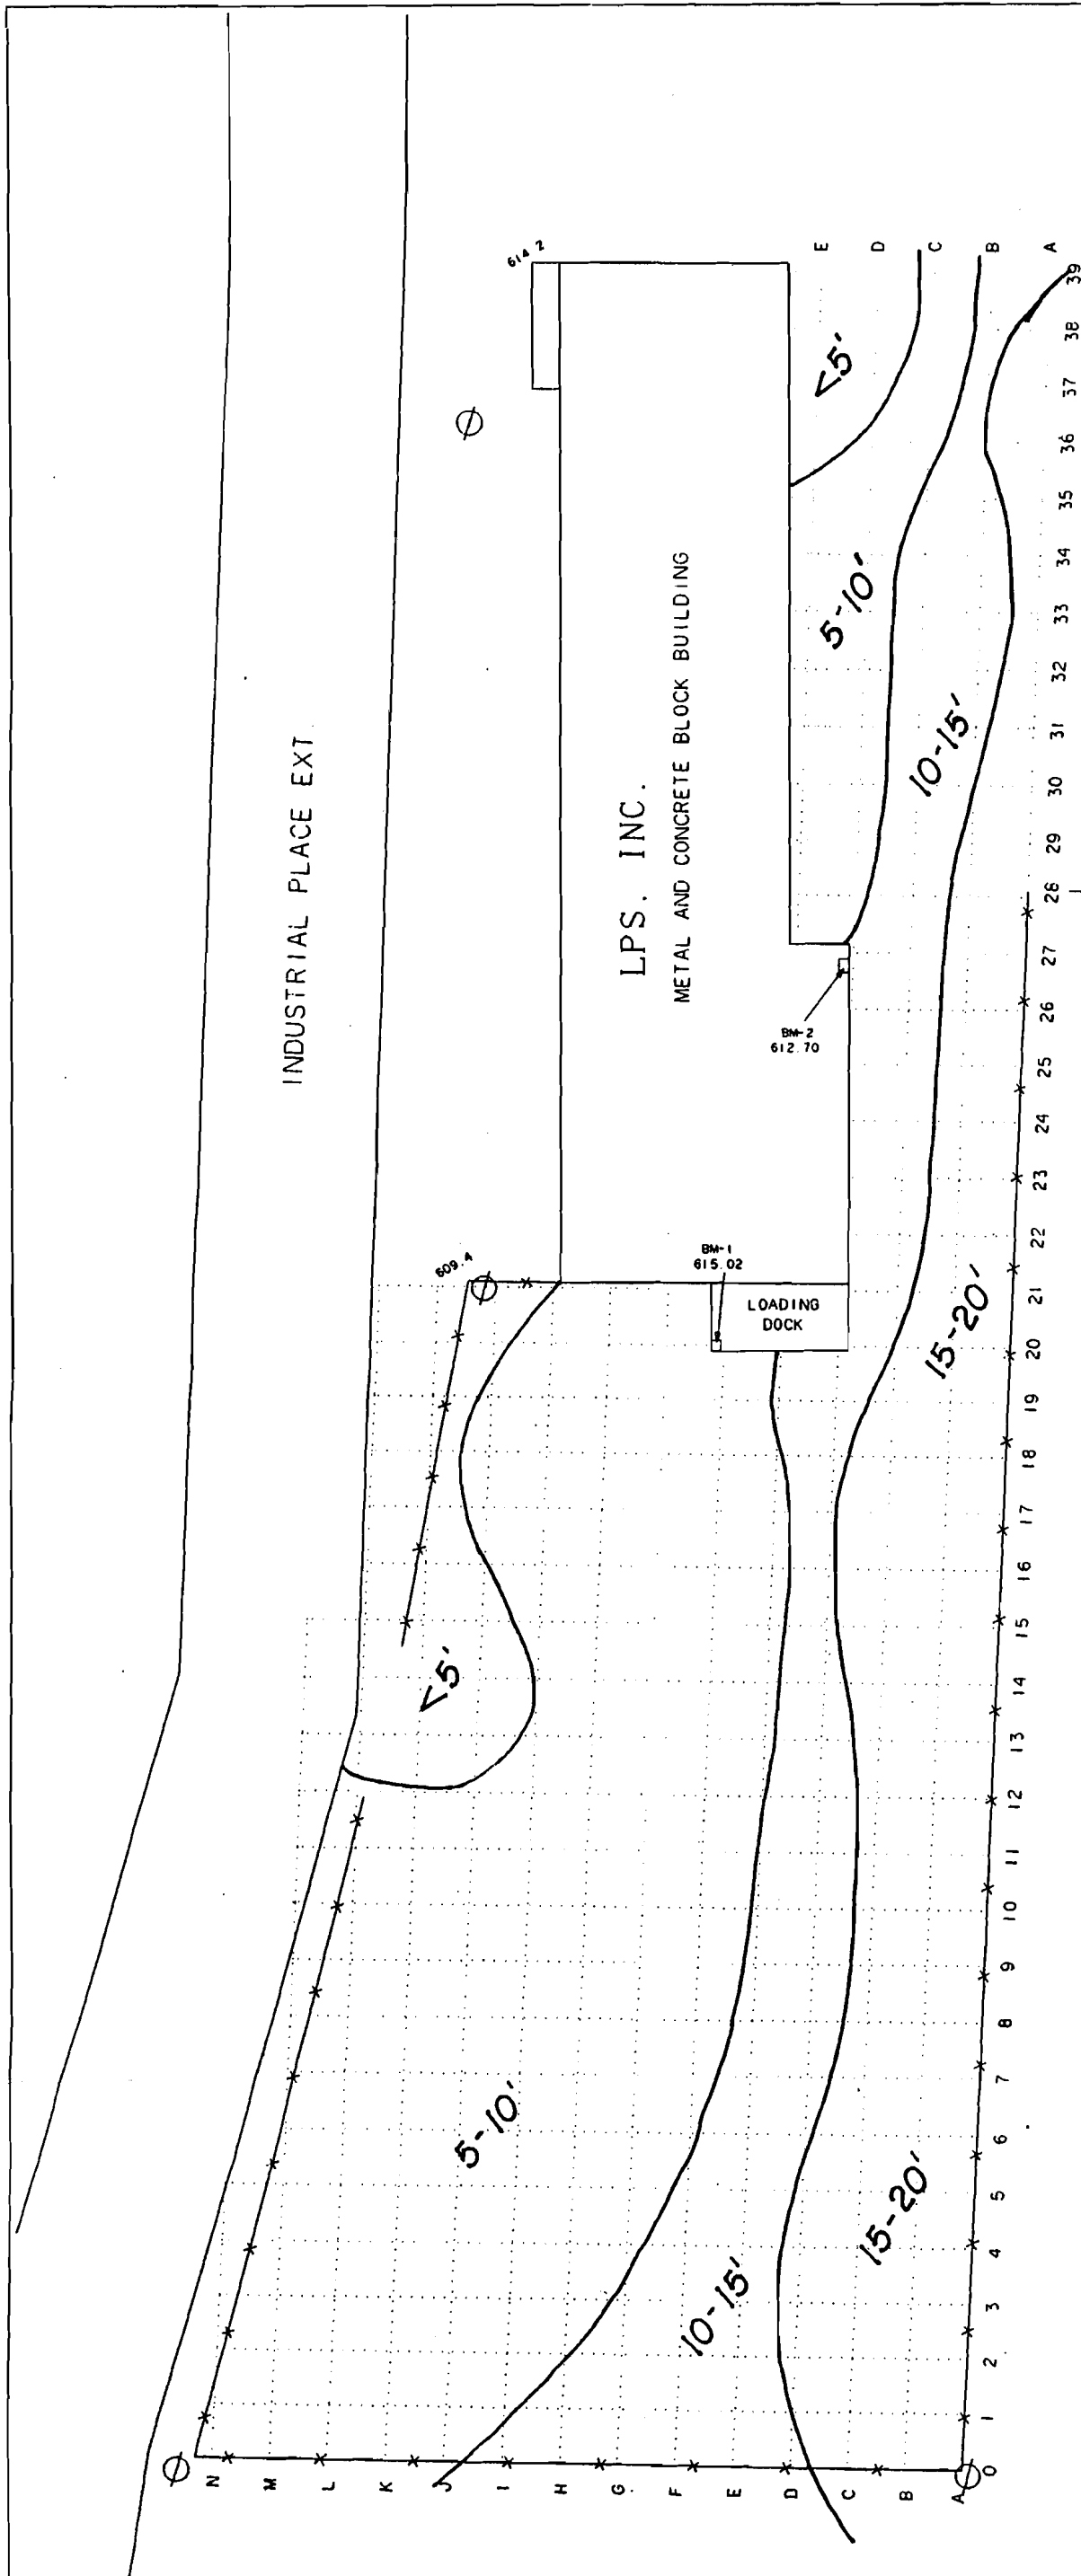 INDUSTRIAL PLACE EXT
614.2
609.4
LPS. INC.
METAL AND CONCRETE BLOCK BUILDING
BM-1
615.02
BM-2
612.70
LOADING
DOCK
<5'
<5'
5-10'
5-10'
10-15'
10-15'
15-20'
15-20'
N
M
L
K
J
I
H
G
F
E
D
C
B
A
E
D
C
B
A
0 1 2 3 4 5 6 7 8 9 10 11 12 13 14 15 16 17 18 19 20 21 22 23 24 25 26 27 28 29 30 31 32 33 34 35 36 37 38 39